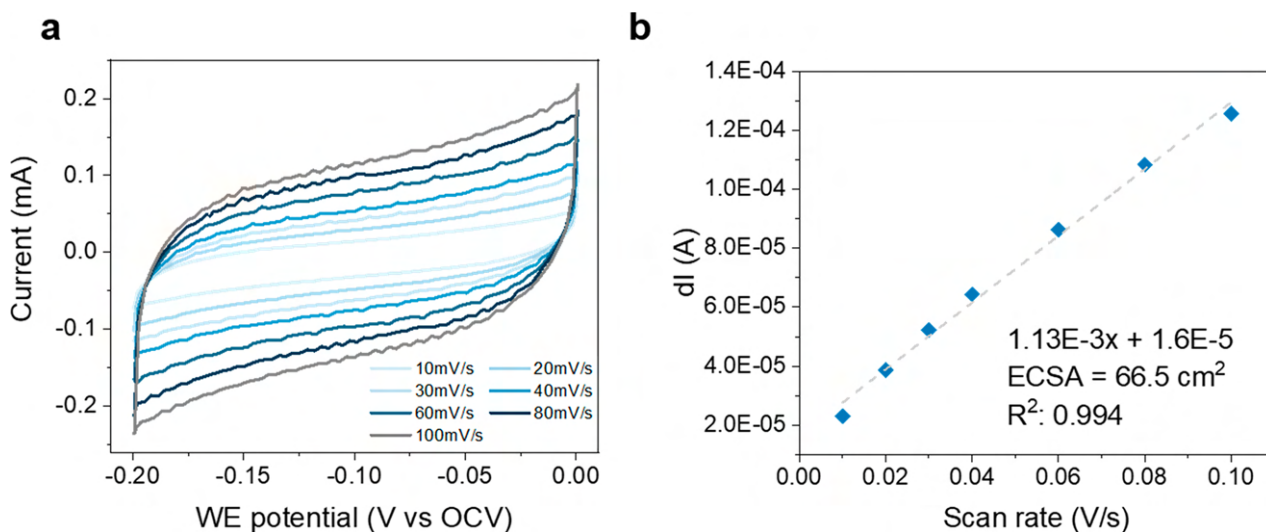 a
0.2
0.1
0.0
-0.1
-0.2
Current (mA)
10mV/s 20mV/s
30mV/s 40mV/s
60mV/s 80mV/s
100mV/s
-0.20 -0.15 -0.10 -0.05 0.00
WE potential (V vs OCV)
b
1.4E-04
1.2E-04
1.0E-04
8.0E-05
6.0E-05
4.0E-05
2.0E-05
dI (A)
1.13E-3x + 1.6E-5
ECSA = 66.5 cm²
R²: 0.994
0.00 0.02 0.04 0.06 0.08 0.10
Scan rate (V/s)